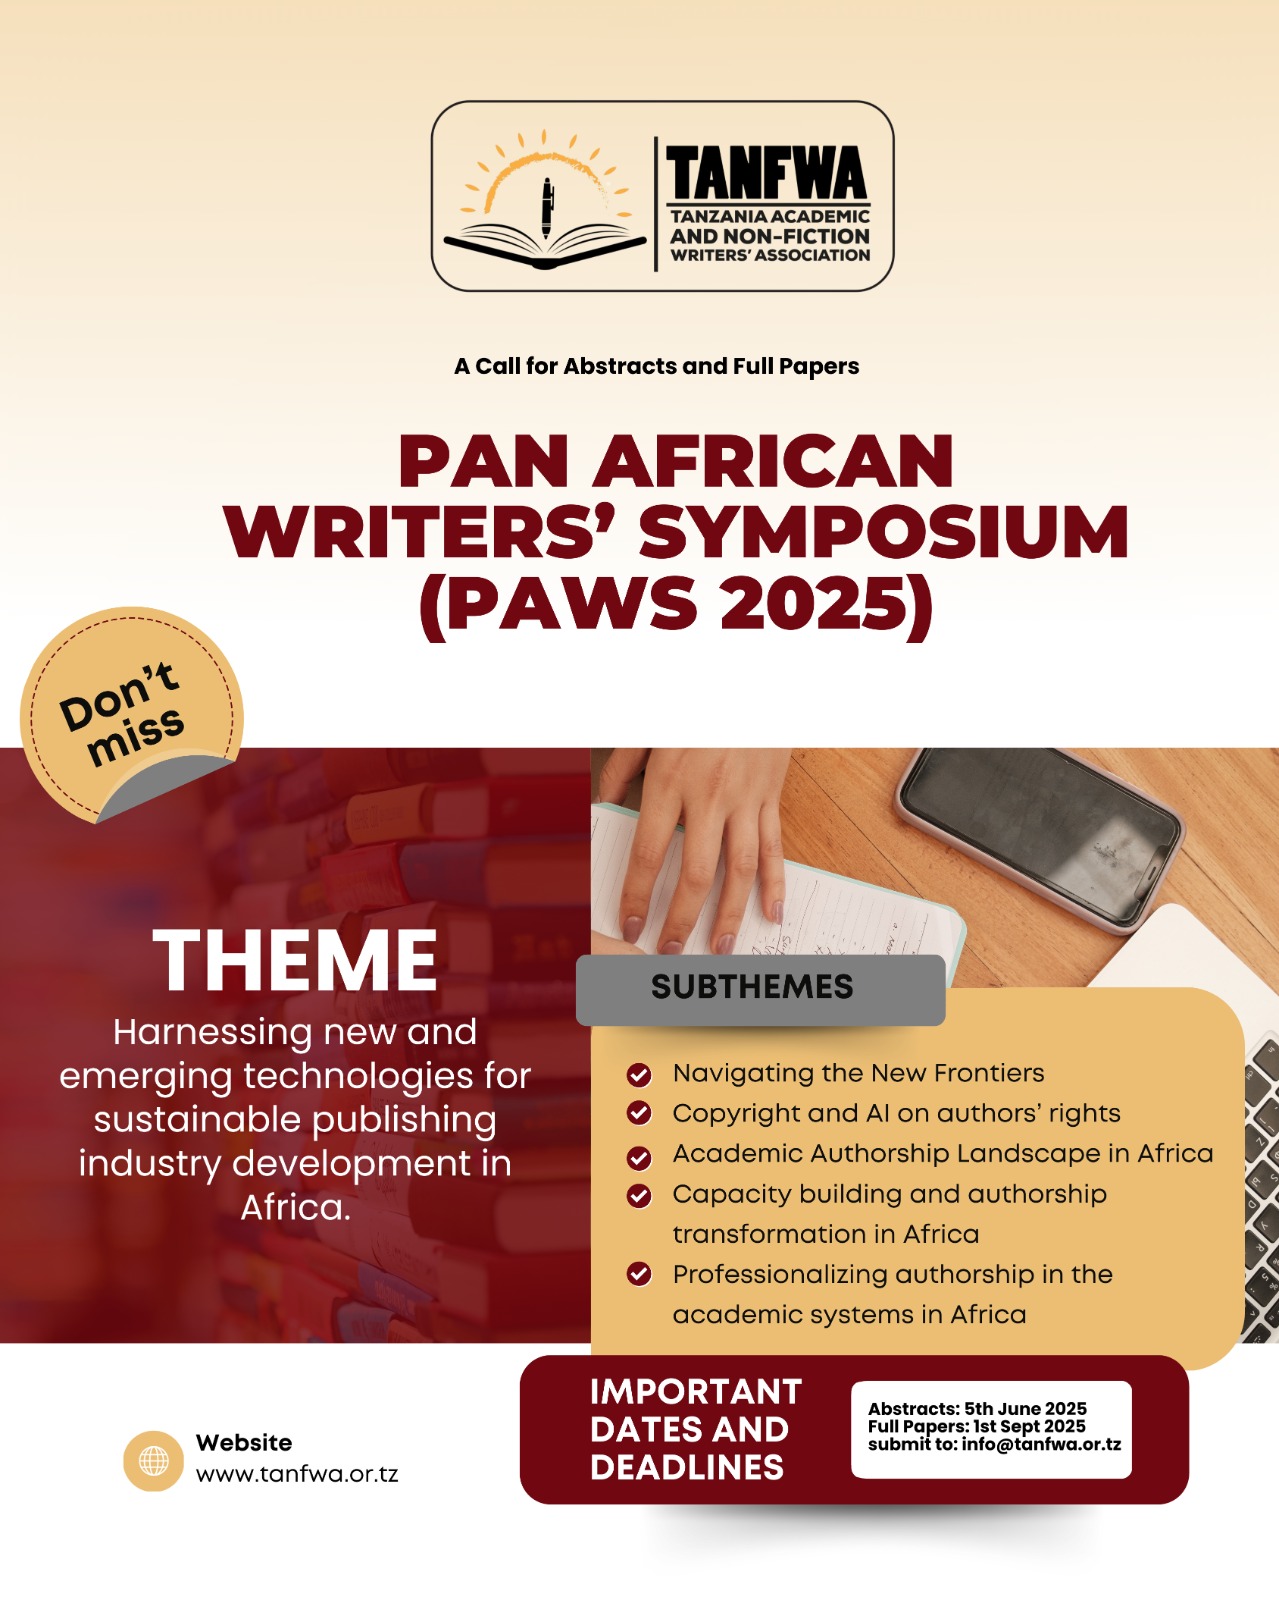 TANFWA
TANZANIA ACADEMIC
AND NON-FICTION
WRITERS' ASSOCIATION
A Call for Abstracts and Full Papers
PAN AFRICAN
WRITERS' SYMPOSIUM
(PAWS 2025)
Don't
miss
THEME
Harnessing new and
emerging technologies for
sustainable publishing
industry development in
Africa.
SUBTHEMES
Navigating the New Frontiers
Copyright and AI on authors' rights
Academic Authorship Landscape in Africa
Capacity building and authorship
transformation in Africa
Professionalizing authorship in the
academic systems in Africa
IMPORTANT
DATES AND
DEADLINES
Abstracts: 5th June 2025
Full Papers: 1st Sept 2025
submit to: info@tanfwa.or.tz
Website
www.tanfwa.or.tz